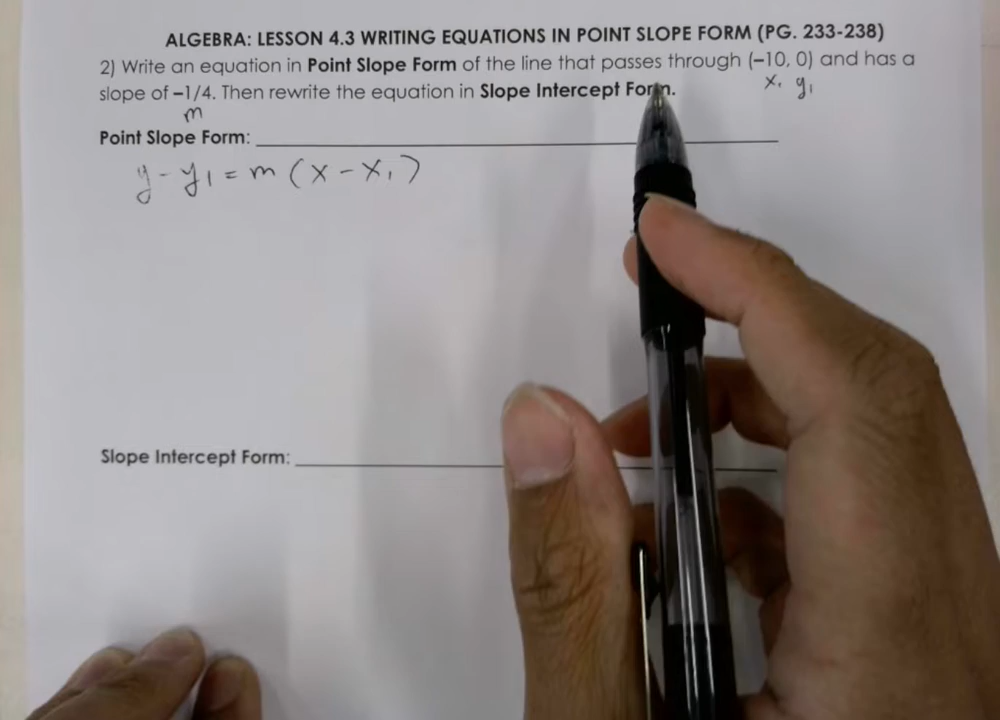 ALGEBRA: LESSON 4.3 WRITING EQUATIONS IN POINT SLOPE FORM (PG. 233-238)
2) Write an equation in Point Slope Form of the line that passes through (−10, 0) and has a
x₁ y₁
slope of −1/4. Then rewrite the equation in Slope Intercept Form.
m
Point Slope Form: ____________________
y - y₁ = m (x - x₁)
Slope Intercept Form: ____________________